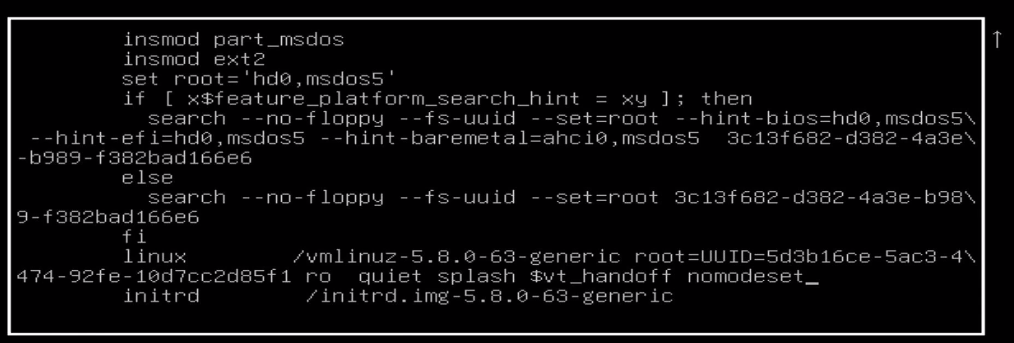 insmod part_msdos
insmod ext2
set root='hd0,msdos5'
if [ x$feature_platform_search_hint = xy ]; then
search --no-floppy --fs-uuid --set=root --hint-bios=hd0,msdos5\
--hint-efi=hd0,msdos5 --hint-baremetal=ahci0,msdos5  3c13f682-d382-4a3e\
-b989-f382bad166e6
else
search --no-floppy --fs-uuid --set=root 3c13f682-d382-4a3e-b98\
9-f382bad166e6
fi
linux        /vmlinuz-5.8.0-63-generic root=UUID=5d3b16ce-5ac3-4\
474-92fe-10d7cc2d85f1 ro  quiet splash $vt_handoff nomodeset_
initrd        /initrd.img-5.8.0-63-generic